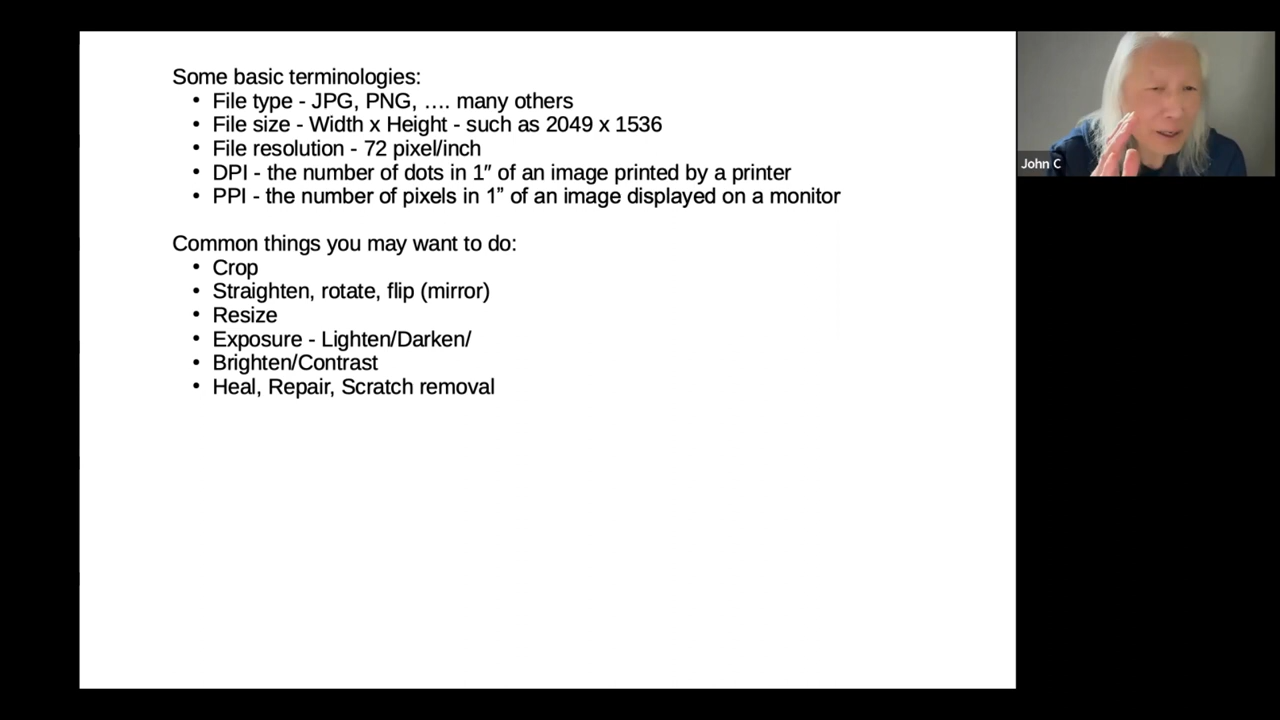 Some basic terminologies:
• File type - JPG, PNG, …. many others
• File size - Width x Height - such as 2049 x 1536
• File resolution - 72 pixel/inch
• DPI - the number of dots in 1″ of an image printed by a printer
• PPI - the number of pixels in 1” of an image displayed on a monitor
Common things you may want to do:
• Crop
• Straighten, rotate, flip (mirror)
• Resize
• Exposure - Lighten/Darken/
• Brighten/Contrast
• Heal, Repair, Scratch removal
John C